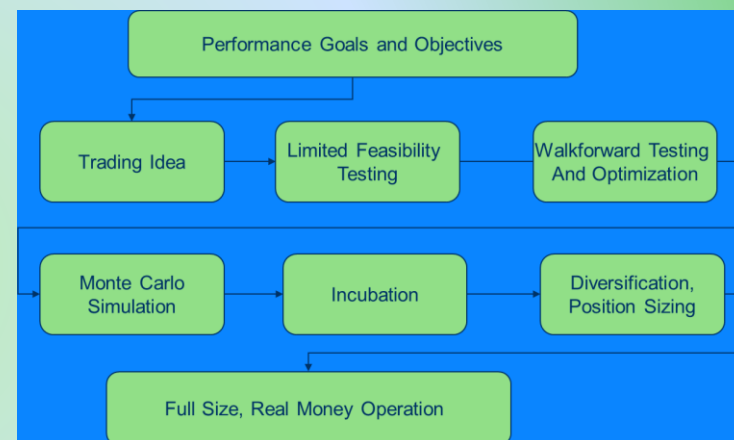 Performance Goals and Objectives
Trading Idea
Limited Feasibility
Testing
Walkforward Testing
And Optimization
Monte Carlo
Simulation
Incubation
Diversification,
Position Sizing
Full Size, Real Money Operation